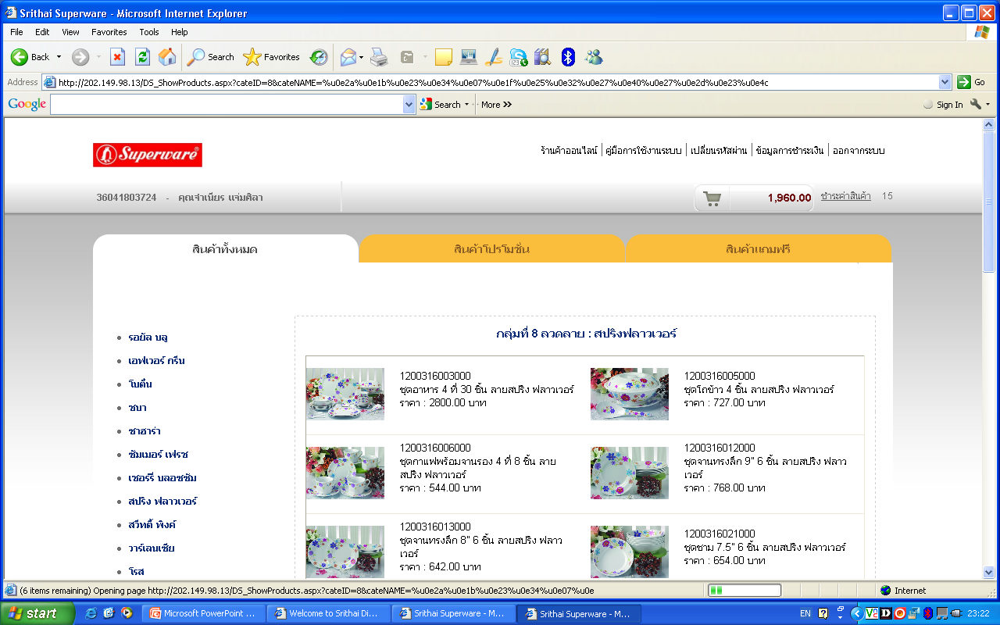 Srithai Superware - Microsoft Internet Explorer
File Edit View Favorites Tools Help
Back Search Favorites
Address http://202.149.98.13/DS_ShowProducts.aspx?cateID=8&cateNAME=%u0e2a%u0e1b%u0e23%u0e34%u0e07%u0e1f%u0e25%u0e32%u0e27%u0e40%u0e27%u0e2d%u0e23%u0e4c Go
Google Search More >> Sign In
Superware
ร้านค้าออนไลน์ คู่มือการใช้งานระบบ เปลี่ยนรหัสผ่าน ข้อมูลการชำระเงิน ออกจากระบบ
36041803724 - คุณจำเนียร แจ่มศิลา 1,960.00 ชำระค่าสินค้า 15
สินค้าทั้งหมด สินค้าโปรโมชั่น สินค้าแถมฟรี
กลุ่มที่ 8 ลวดลาย : สปริงฟลาวเวอร์
รอยัล บลู
เอฟเวอร์ กรีน
โบตั๋น
ชบา
ซาฮาร่า
ซัมเมอร์ เฟรช
เชอร์รี่ บลอซซัม
สปริง ฟลาวเวอร์
สวีทตี้ พิงค์
วาร์เลนเซีย
โรส
1200316003000
ชุดอาหาร 4 ที่ 30 ชิ้น ลายสปริง ฟลาวเวอร์
ราคา : 2800.00 บาท
1200316005000
ชุดโถข้าว 4 ชิ้น ลายสปริง ฟลาวเวอร์
ราคา : 727.00 บาท
1200316006000
ชุดกาแฟพร้อมจานรอง 4 ที่ 8 ชิ้น ลาย
สปริง ฟลาวเวอร์
ราคา : 544.00 บาท
1200316012000
ชุดจานทรงลึก 9" 6 ชิ้น ลายสปริง ฟลาว
เวอร์
ราคา : 768.00 บาท
1200316013000
ชุดจานทรงลึก 8" 6 ชิ้น ลายสปริง ฟลาว
เวอร์
ราคา : 642.00 บาท
1200316021000
ชุดชาม 7.5" 6 ชิ้น ลายสปริง ฟลาวเวอร์
ราคา : 654.00 บาท
(6 items remaining) Opening page http://202.149.98.13/DS_ShowProducts.aspx?cateID=8&cateNAME=%u0e2a%u0e1b%u0e23%u0e34%u0e07%u0e Internet
start Microsoft PowerPoint ... Welcome to Srithai Di... Srithai Superware - M... Srithai Superware - M... EN 23:22